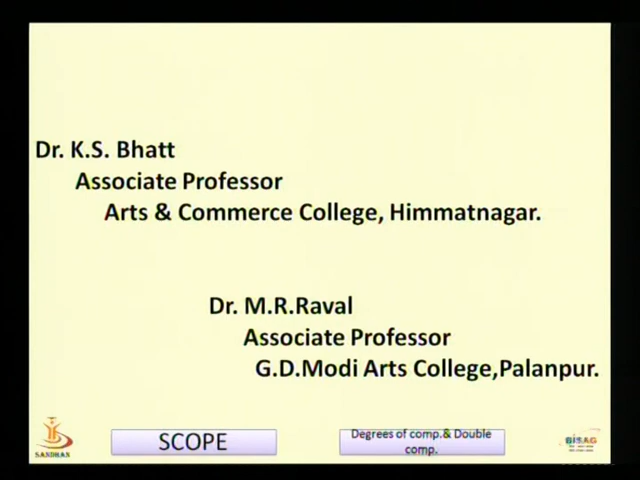 Dr. K.S. Bhatt
Associate Professor
Arts & Commerce College, Himmatnagar.
Dr. M.R.Raval
Associate Professor
G.D.Modi Arts College,Palanpur.
SANDHAN
SCOPE
Degrees of comp.& Double
comp.
BISAG